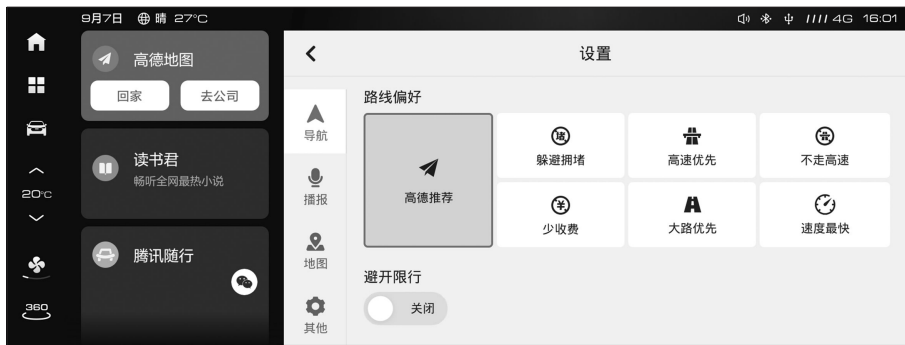 9月7日 晴 27°C 4G 16:01
高德地图
回家 去公司
读书君
畅听全网最热小说
腾讯随行
20°C
360
设置
导航
播报
地图
其他
路线偏好
高德推荐
堵
躲避拥堵
高速优先
不走高速
少收费
大路优先
速度最快
避开限行
关闭